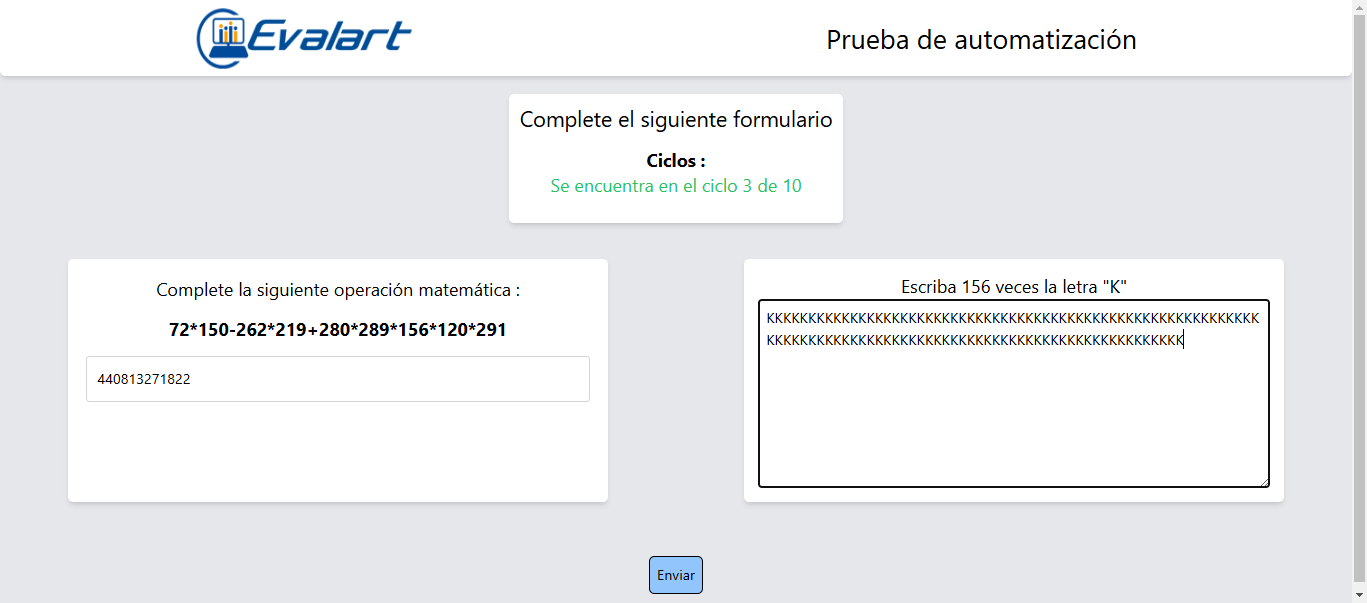 Evalart
Prueba de automatización
Complete el siguiente formulario
Ciclos :
Se encuentra en el ciclo 3 de 10
Complete la siguiente operación matemática :
72*150-262*219+280*289*156*120*291
440813271822
Escriba 156 veces la letra "K"
KKKKKKKKKKKKKKKKKKKKKKKKKKKKKKKKKKKKKKKKKKKKKKKKKKKKKKKKKKK
KKKKKKKKKKKKKKKKKKKKKKKKKKKKKKKKKKKKKKKKKKKKKKKKKK
Enviar